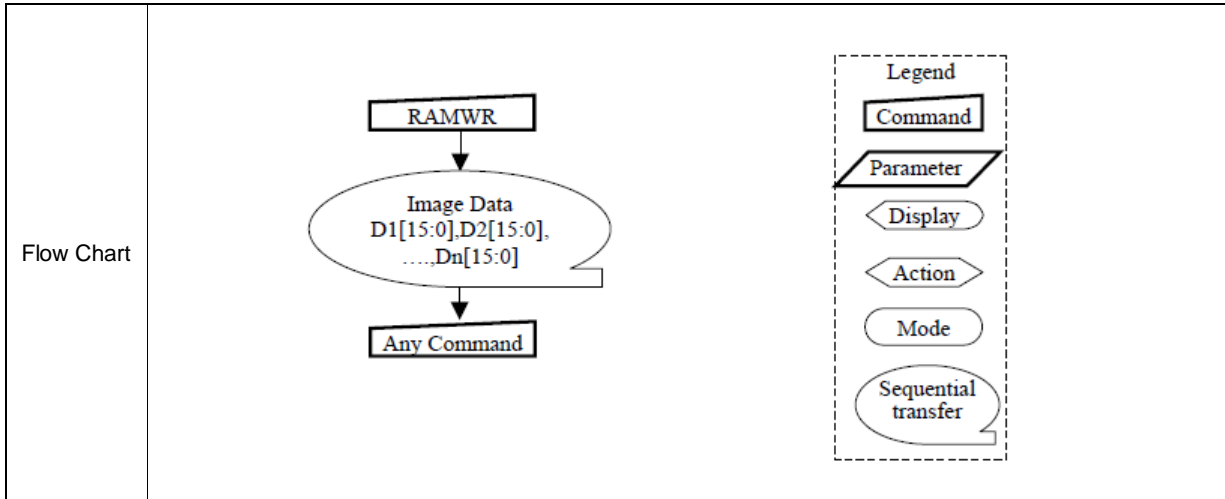 Flow Chart
RAMWR
Image Data
D1[15:0],D2[15:0],
….,Dn[15:0]
Any Command
Legend
Command
Parameter
Display
Action
Mode
Sequential
transfer